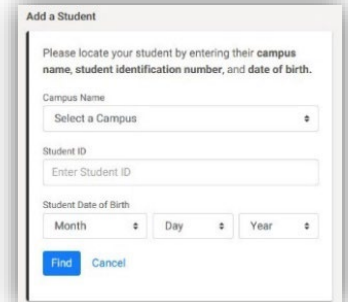 Add a Student
Please locate your student by entering their campus
name, student identification number, and date of birth.
Campus Name
Select a Campus
Student ID
Enter Student ID
Student Date of Birth
Month Day Year
Find Cancel